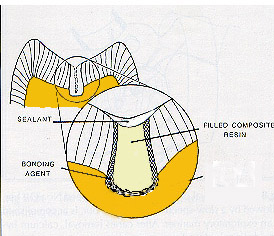 SEALANT
FILLED COMPOSITE
RESIN
BONDING
AGENT